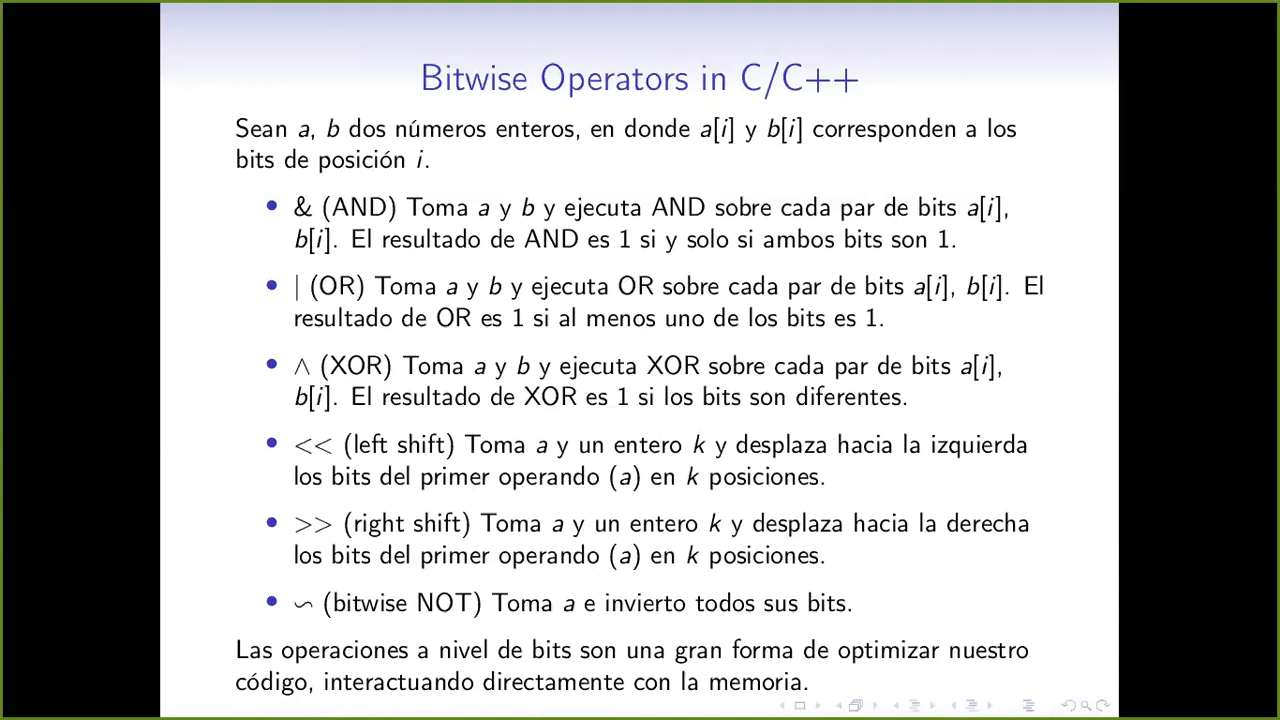 Bitwise Operators in C/C++
Sean a, b dos números enteros, en donde a[i] y b[i] corresponden a los
bits de posición i.
• & (AND) Toma a y b y ejecuta AND sobre cada par de bits a[i],
b[i]. El resultado de AND es 1 si y solo si ambos bits son 1.
• | (OR) Toma a y b y ejecuta OR sobre cada par de bits a[i], b[i]. El
resultado de OR es 1 si al menos uno de los bits es 1.
• ∧ (XOR) Toma a y b y ejecuta XOR sobre cada par de bits a[i],
b[i]. El resultado de XOR es 1 si los bits son diferentes.
• << (left shift) Toma a y un entero k y desplaza hacia la izquierda
los bits del primer operando (a) en k posiciones.
• >> (right shift) Toma a y un entero k y desplaza hacia la derecha
los bits del primer operando (a) en k posiciones.
• ∽ (bitwise NOT) Toma a e invierto todos sus bits.
Las operaciones a nivel de bits son una gran forma de optimizar nuestro
código, interactuando directamente con la memoria.